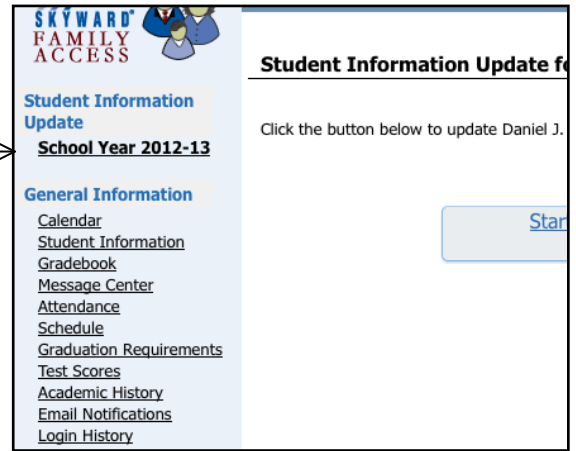 SKYWARD®
FAMILY
ACCESS
Student Information
Update
School Year 2012-13
General Information
Calendar
Student Information
Gradebook
Message Center
Attendance
Schedule
Graduation Requirements
Test Scores
Academic History
Email Notifications
Login History
Student Information Update
Click the button below to update Daniel J.